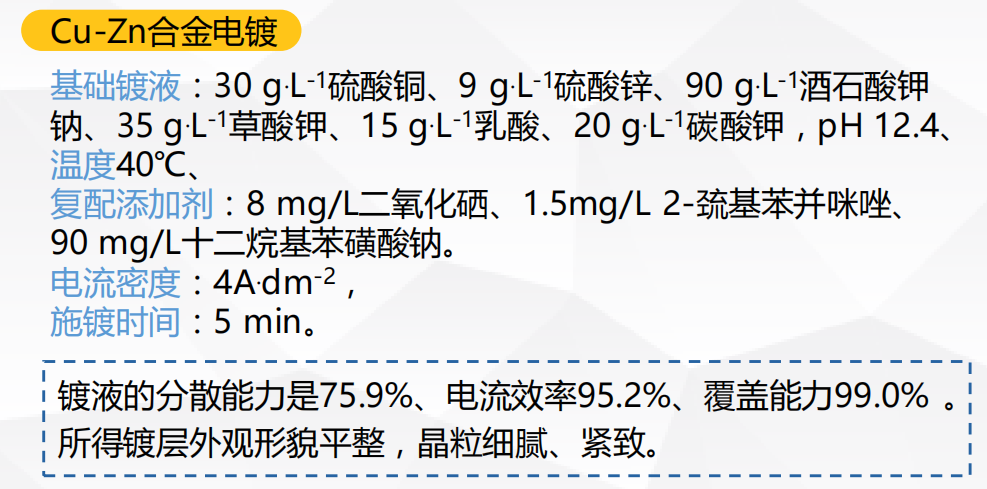 Cu-Zn合金电镀
基础镀液：30 g·L-1硫酸铜、9 g·L-1硫酸锌、90 g·L-1酒石酸钾
钠、35 g·L-1草酸钾、15 g·L-1乳酸、20 g·L-1碳酸钾，pH 12.4、
温度40℃、
复配添加剂：8 mg/L二氧化硒、1.5mg/L 2-巯基苯并咪唑、
90 mg/L十二烷基苯磺酸钠。
电流密度：4A·dm-2，
施镀时间：5 min。
镀液的分散能力是75.9%、电流效率95.2%、覆盖能力99.0% 。
所得镀层外观形貌平整，晶粒细腻、紧致。